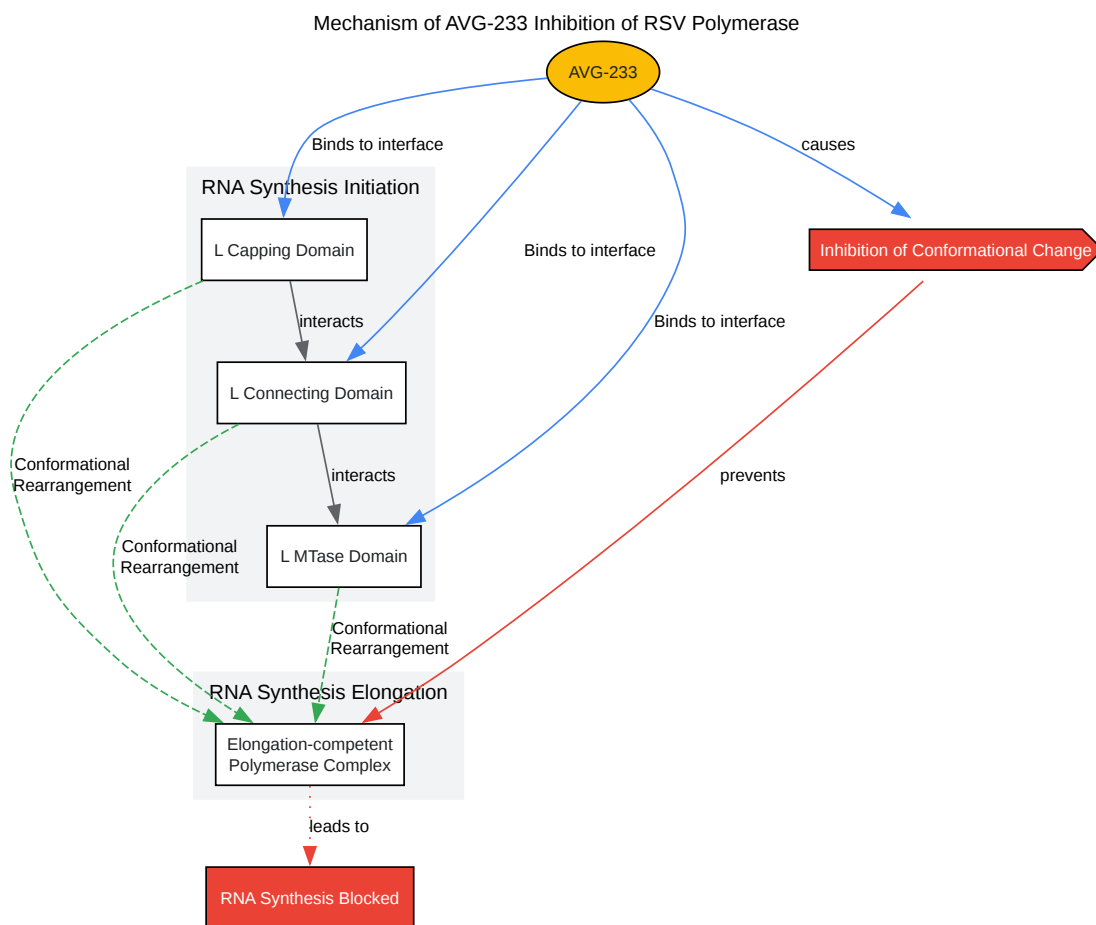 Mechanism of AVG-233 Inhibition of RSV Polymerase
AVG-233
Binds to interface
causes
RNA Synthesis Initiation
L Capping Domain
Binds to interface
Inhibition of Conformational Change
interacts
Binds to interface
L Connecting Domain
Conformational
Rearrangement
interacts
prevents
Conformational
Rearrangement
L MTase Domain
Conformational
Rearrangement
RNA Synthesis Elongation
Elongation-competent
Polymerase Complex
leads to
RNA Synthesis Blocked